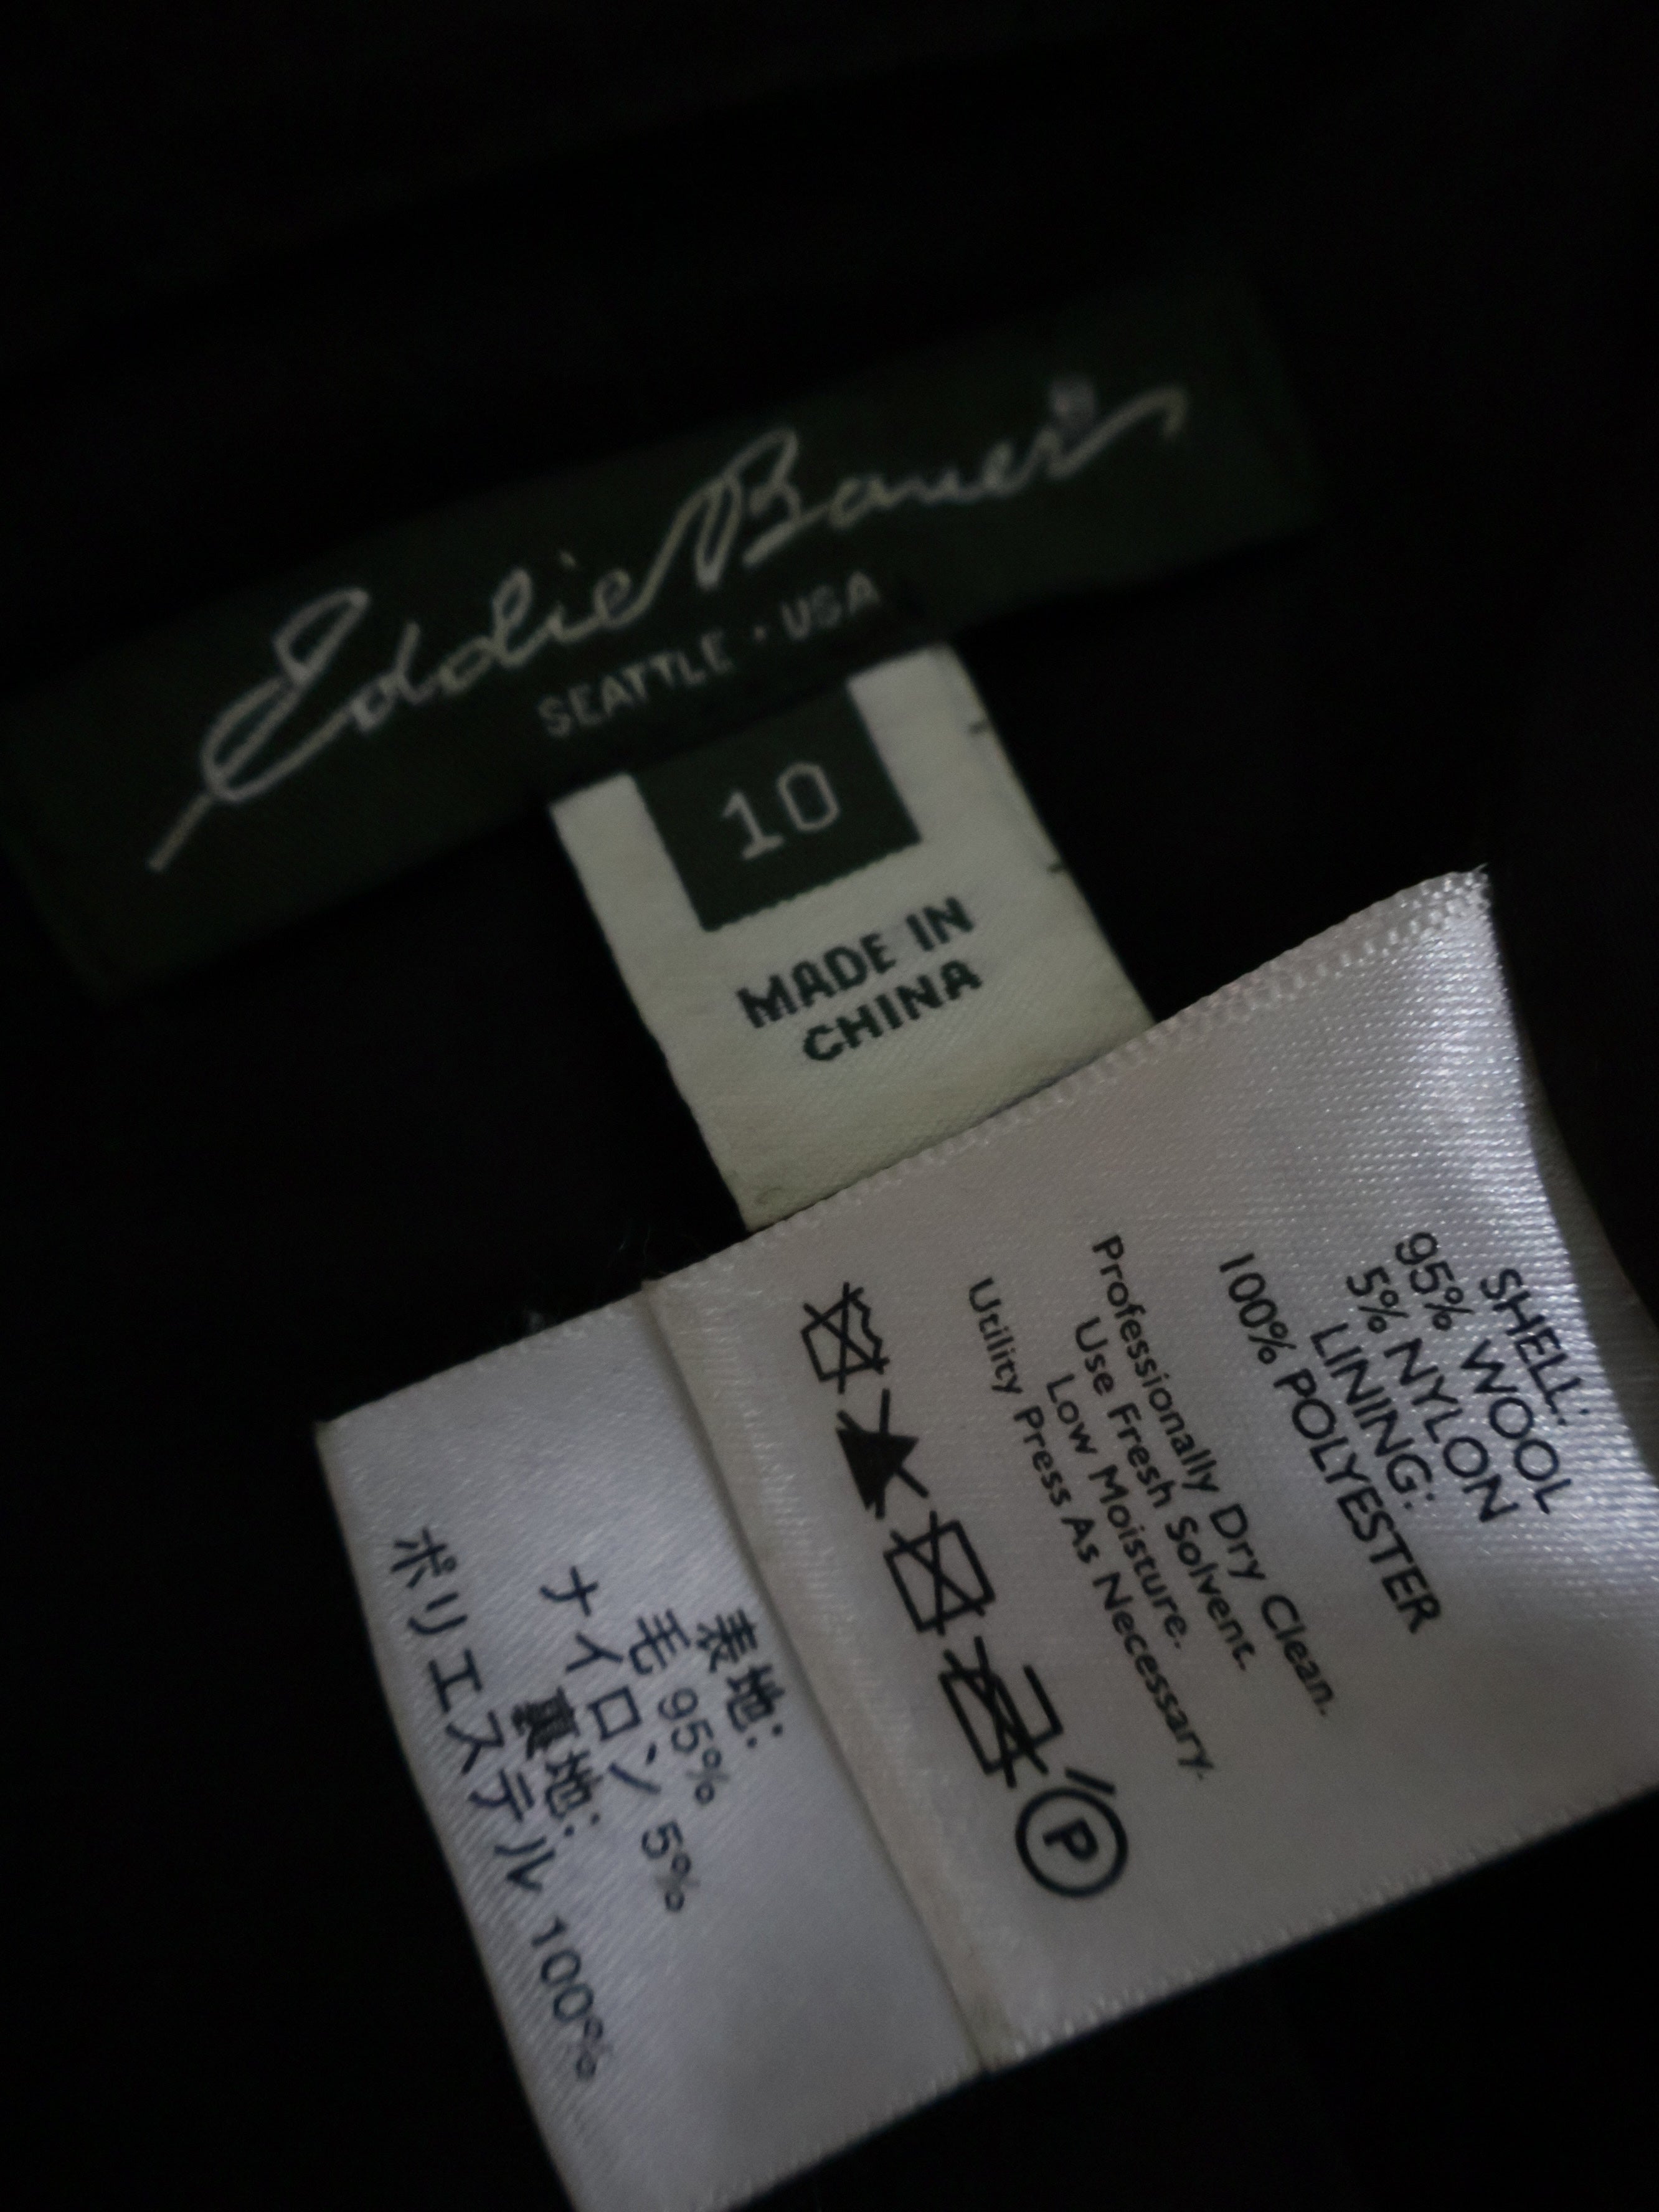 Eddie Bauer®
SEATTLE · USA
10
MADE IN
CHINA
SHELL:
95% WOOL
5% NYLON
LINING:
100% POLYESTER
Professionally Dry Clean.
Use Fresh Solvent.
Low Moisture.
Utility Press As Necessary.
P
表地:
毛 95%
ナイロン 5%
裏地:
ポリエステル 100%